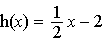 h(x) = 1/2 x − 2